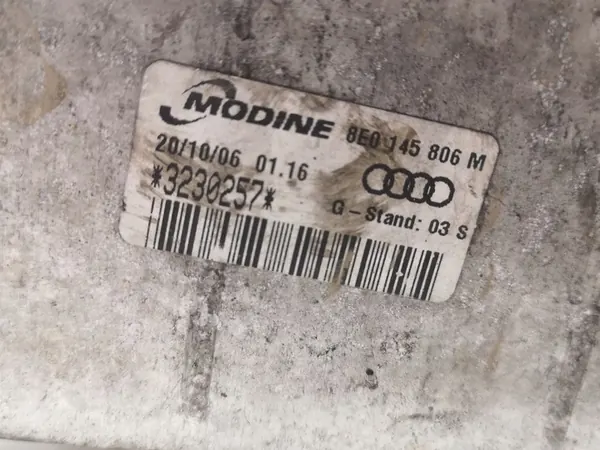 MODINE 8E0 145 806 M
20/10/06 01.16
*3230257*
G - Stand: 03 S